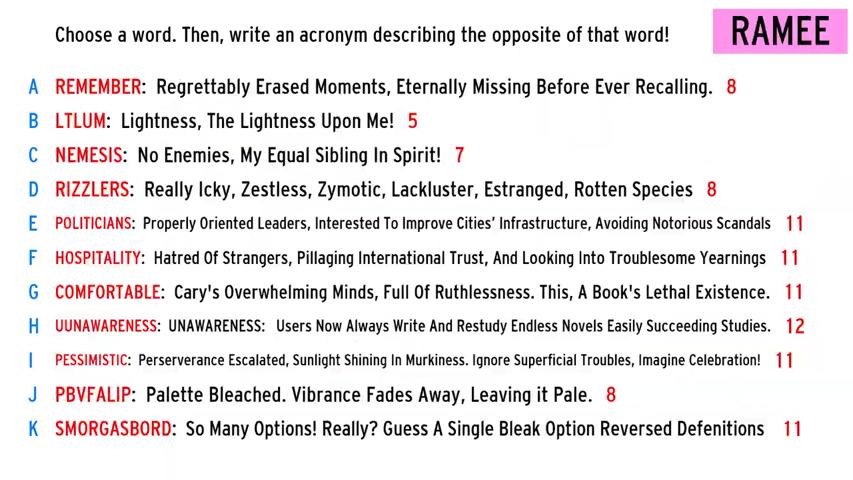 Choose a word. Then, write an acronym describing the opposite of that word!
RAMEE
A REMEMBER: Regrettably Erased Moments, Eternally Missing Before Ever Recalling. 8
B LTLUM: Lightness, The Lightness Upon Me! 5
C NEMESIS: No Enemies, My Equal Sibling In Spirit! 7
D RIZZLERS: Really Icky, Zestless, Zymotic, Lackluster, Estranged, Rotten Species 8
E POLITICIANS: Properly Oriented Leaders, Interested To Improve Cities' Infrastructure, Avoiding Notorious Scandals 11
F HOSPITALITY: Hatred Of Strangers, Pillaging International Trust, And Looking Into Troublesome Yearnings 11
G COMFORTABLE: Cary's Overwhelming Minds, Full Of Ruthlessness. This, A Book's Lethal Existence. 11
H UUNAWARENESS: UNAWARENESS: Users Now Always Write And Restudy Endless Novels Easily Succeeding Studies. 12
I PESSIMISTIC: Perserverance Escalated, Sunlight Shining In Murkiness. Ignore Superficial Troubles, Imagine Celebration! 11
J PBVFALIP: Palette Bleached. Vibrance Fades Away, Leaving it Pale. 8
K SMORGASBORD: So Many Options! Really? Guess A Single Bleak Option Reversed Defenitions 11